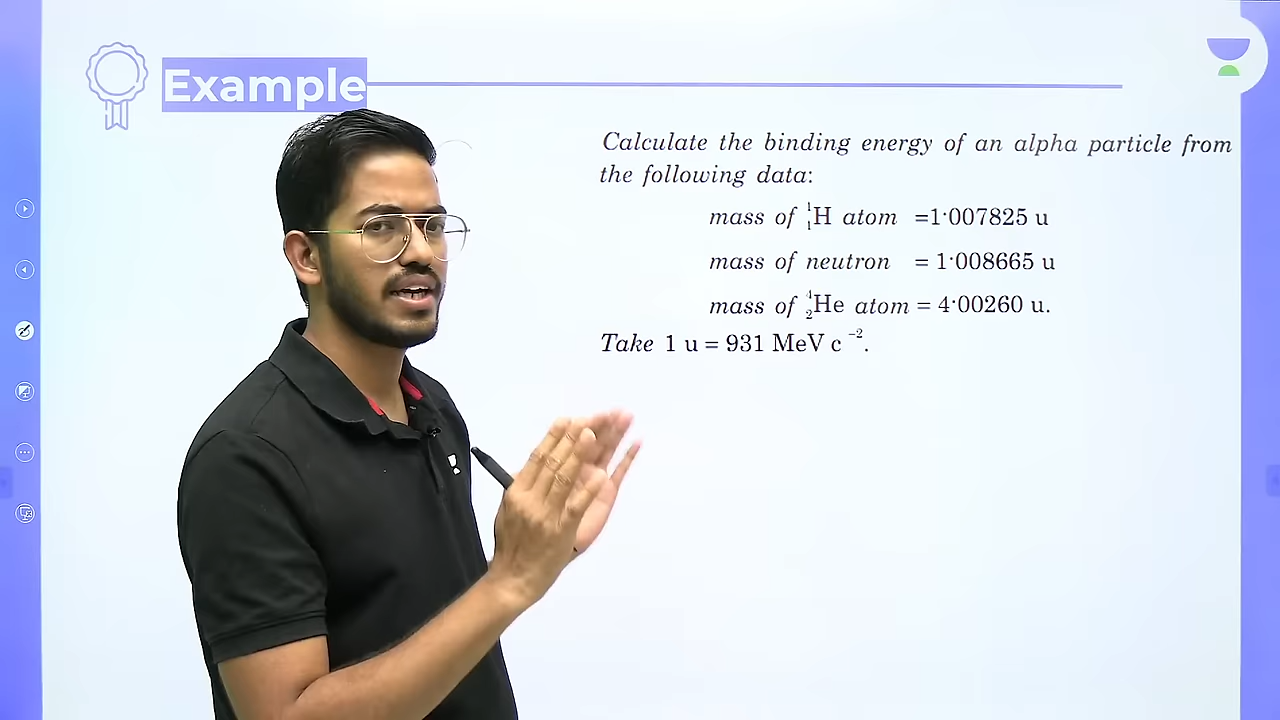 Example
Calculate the binding energy of an alpha particle from
the following data:
mass of ¹₁H atom =1·007825 u
mass of neutron = 1·008665 u
mass of ⁴₂He atom = 4·00260 u.
Take 1 u = 931 MeV c⁻².